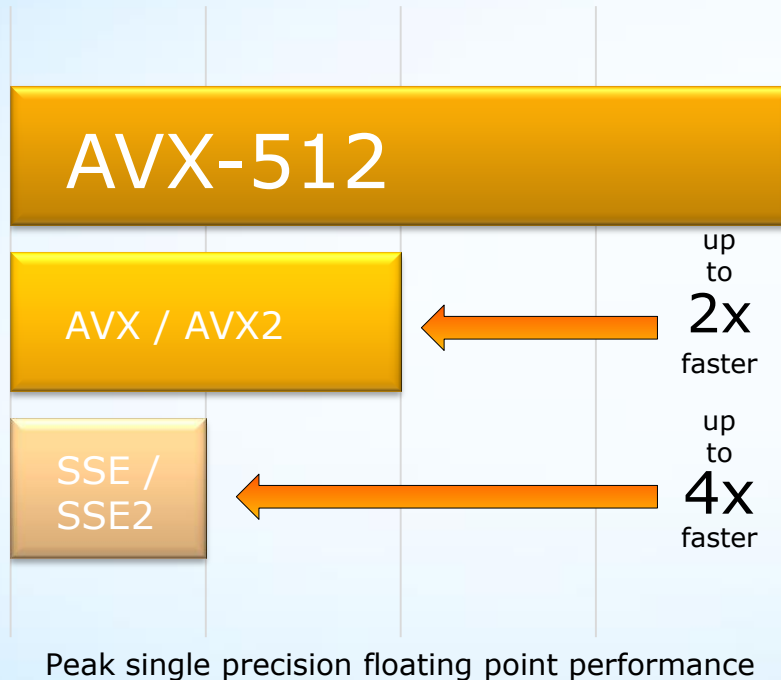 AVX-512
up
to
2x
faster
AVX / AVX2
up
to
4x
faster
SSE /
SSE2
Peak single precision floating point performance